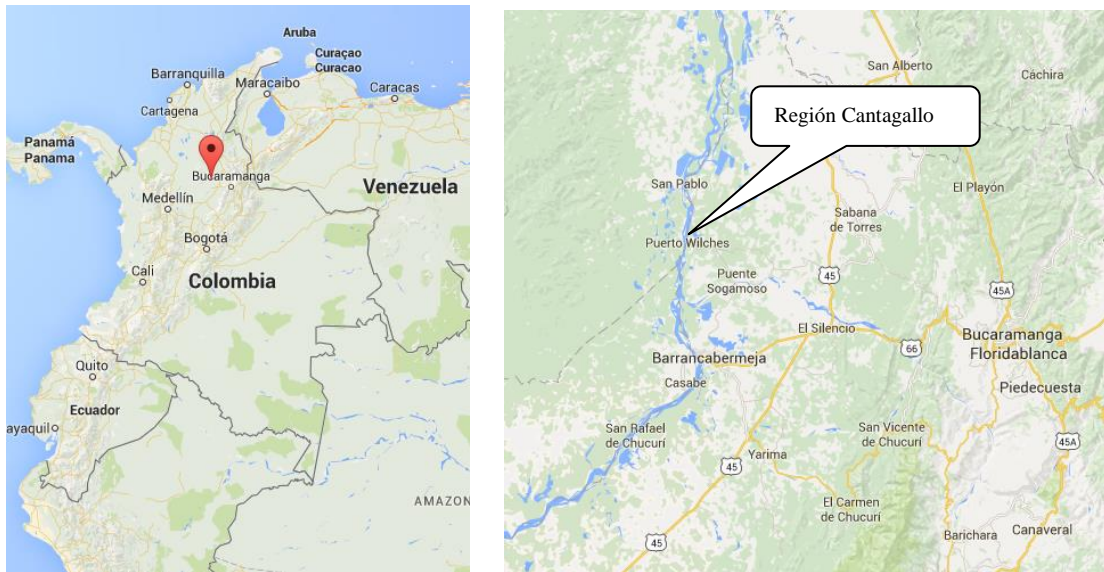 Aruba
Curaçao
Curacao
Barranquilla
Maracaibo
Caracas
Cartagena
Panamá
Panama
Bucaramanga
Venezuela
Medellín
Bogotá
Cali
Colombia
Quito
Ecuador
ayaquil
AMAZON
San Alberto
Cáchira
Región Cantagallo
San Pablo
El Playón
Sabana
de Torres
Puerto Wilches
Puente
Sogamoso
45
45A
El Silencio
66
Bucaramanga
Floridablanca
Barrancabermeja
Casabe
Piedecuesta
San Rafael
de Chucurí
San Vicente
de Chucurí
45A
Yarima
45
El Carmen
de Chucurí
45
Barichara
Canaveral